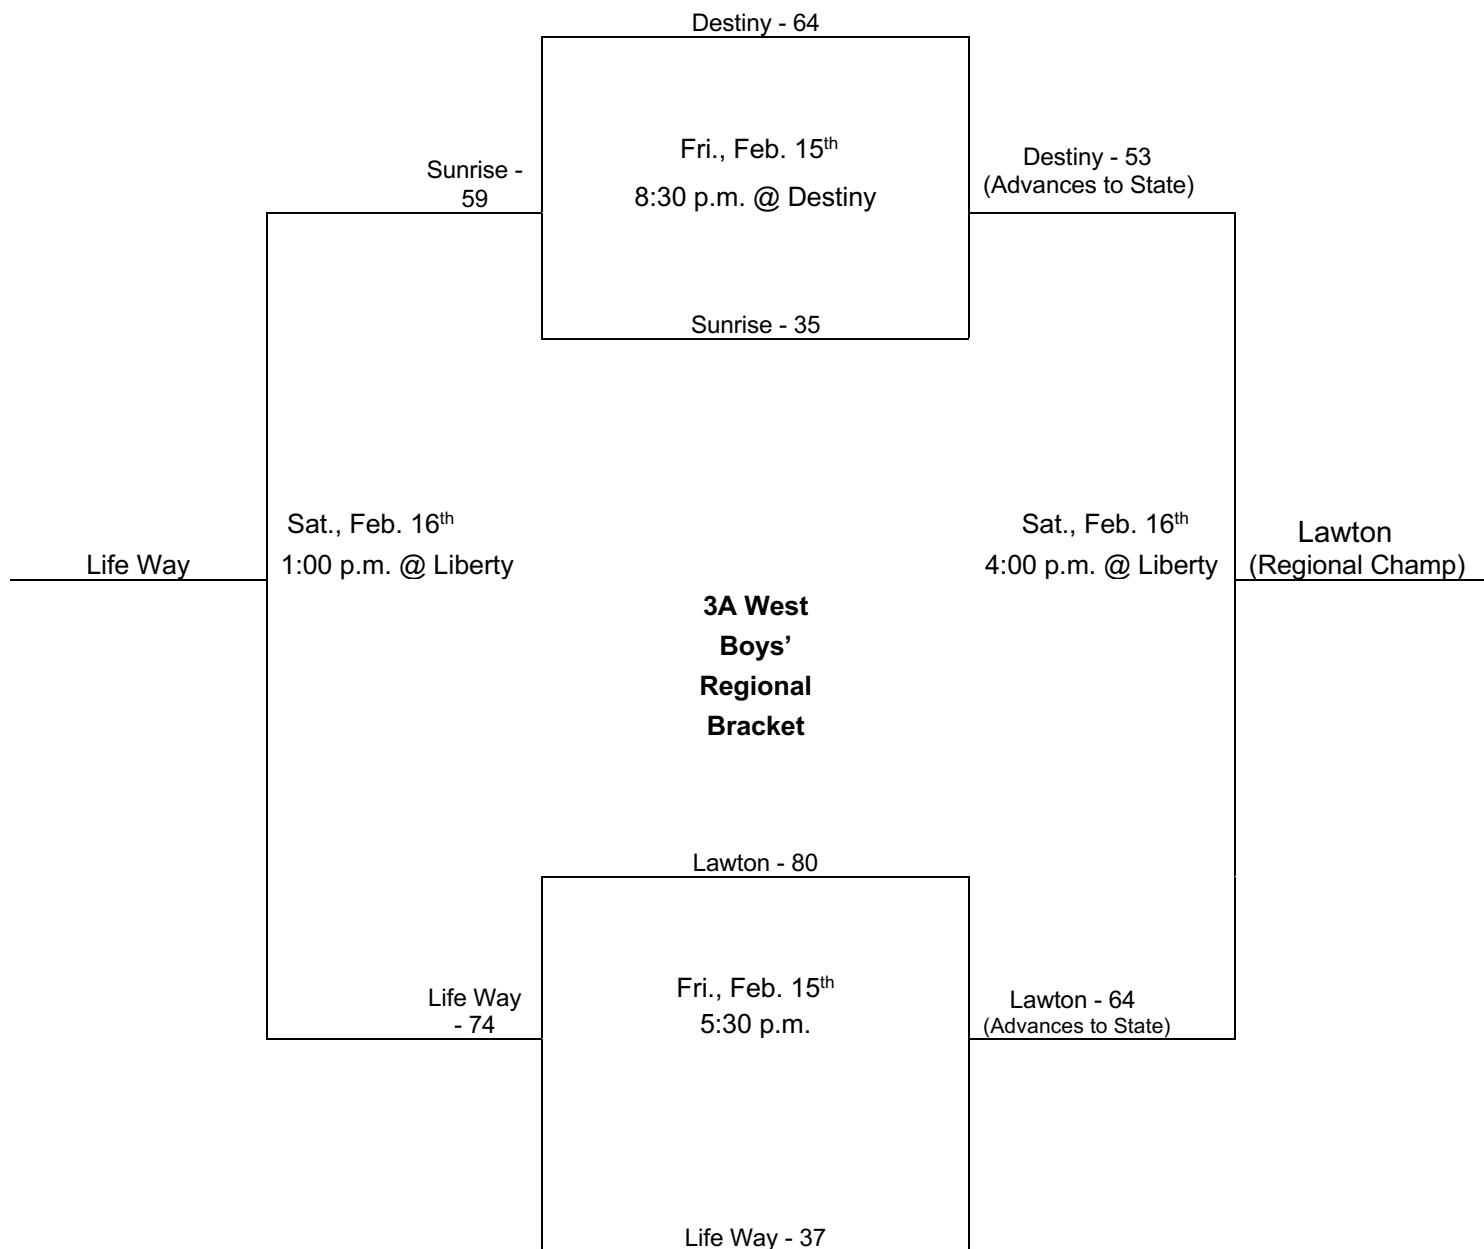 Destiny - 64
Fri., Feb. 15th
8:30 p.m. @ Destiny
Sunrise -
59
Destiny - 53
(Advances to State)
Sunrise - 35
Sat., Feb. 16th
1:00 p.m. @ Liberty
Life Way
Sat., Feb. 16th
4:00 p.m. @ Liberty
Lawton
(Regional Champ)
3A West
Boys’
Regional
Bracket
Lawton - 80
Life Way
- 74
Fri., Feb. 15th
5:30 p.m.
Lawton - 64
(Advances to State)
Life Way - 37